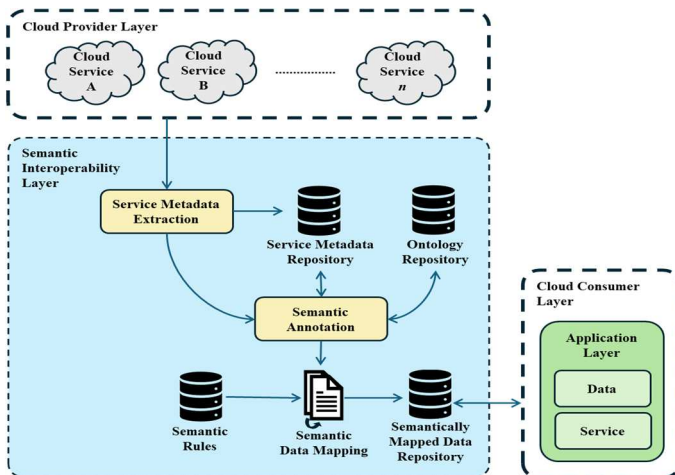 Cloud Provider Layer
Cloud
Service
A
Cloud
Service
B
Cloud
Service
n
Semantic
Interoperability
Layer
Service Metadata
Extraction
Service Metadata
Repository
Ontology
Repository
Semantic
Annotation
Semantic
Rules
Semantic
Data Mapping
Semantically
Mapped Data
Repository
Cloud Consumer
Layer
Application
Layer
Data
Service